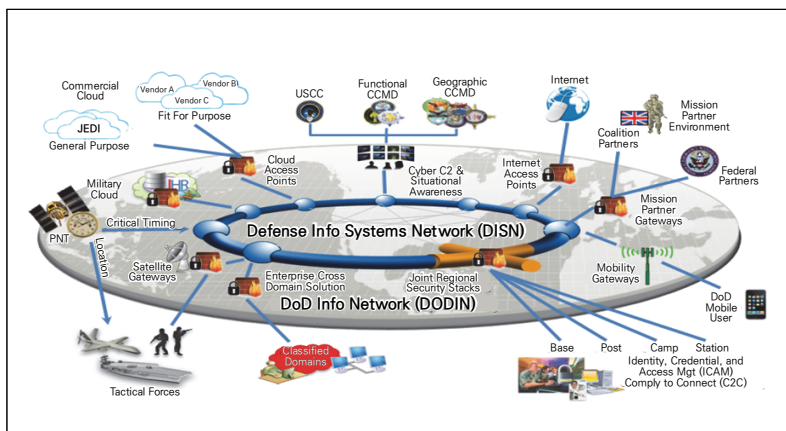 Commercial
Cloud
Vendor A
Vendor B
Vendor C
Fit For Purpose
JEDI
General Purpose
USCC
Functional
CCMD
Geographic
CCMD
Internet
Mission
Partner
Environment
Coalition
Partners
Federal
Partners
Cloud
Access
Points
Cyber C2 &
Situational
Awareness
Internet
Access
Points
Military
Cloud
HR
Mission
Partner
Gateways
PNT
Critical Timing
Location
Defense Info Systems Network (DISN)
Satellite
Gateways
Enterprise Cross
Domain Solution
Joint Regional
Security Stacks
Mobility
Gateways
DoD Info Network (DODIN)
DoD
Mobile
User
Classified
Domains
Tactical Forces
Base
Post
Camp
Station
Identity, Credential, and
Access Mgt (ICAM)
Comply to Connect (C2C)